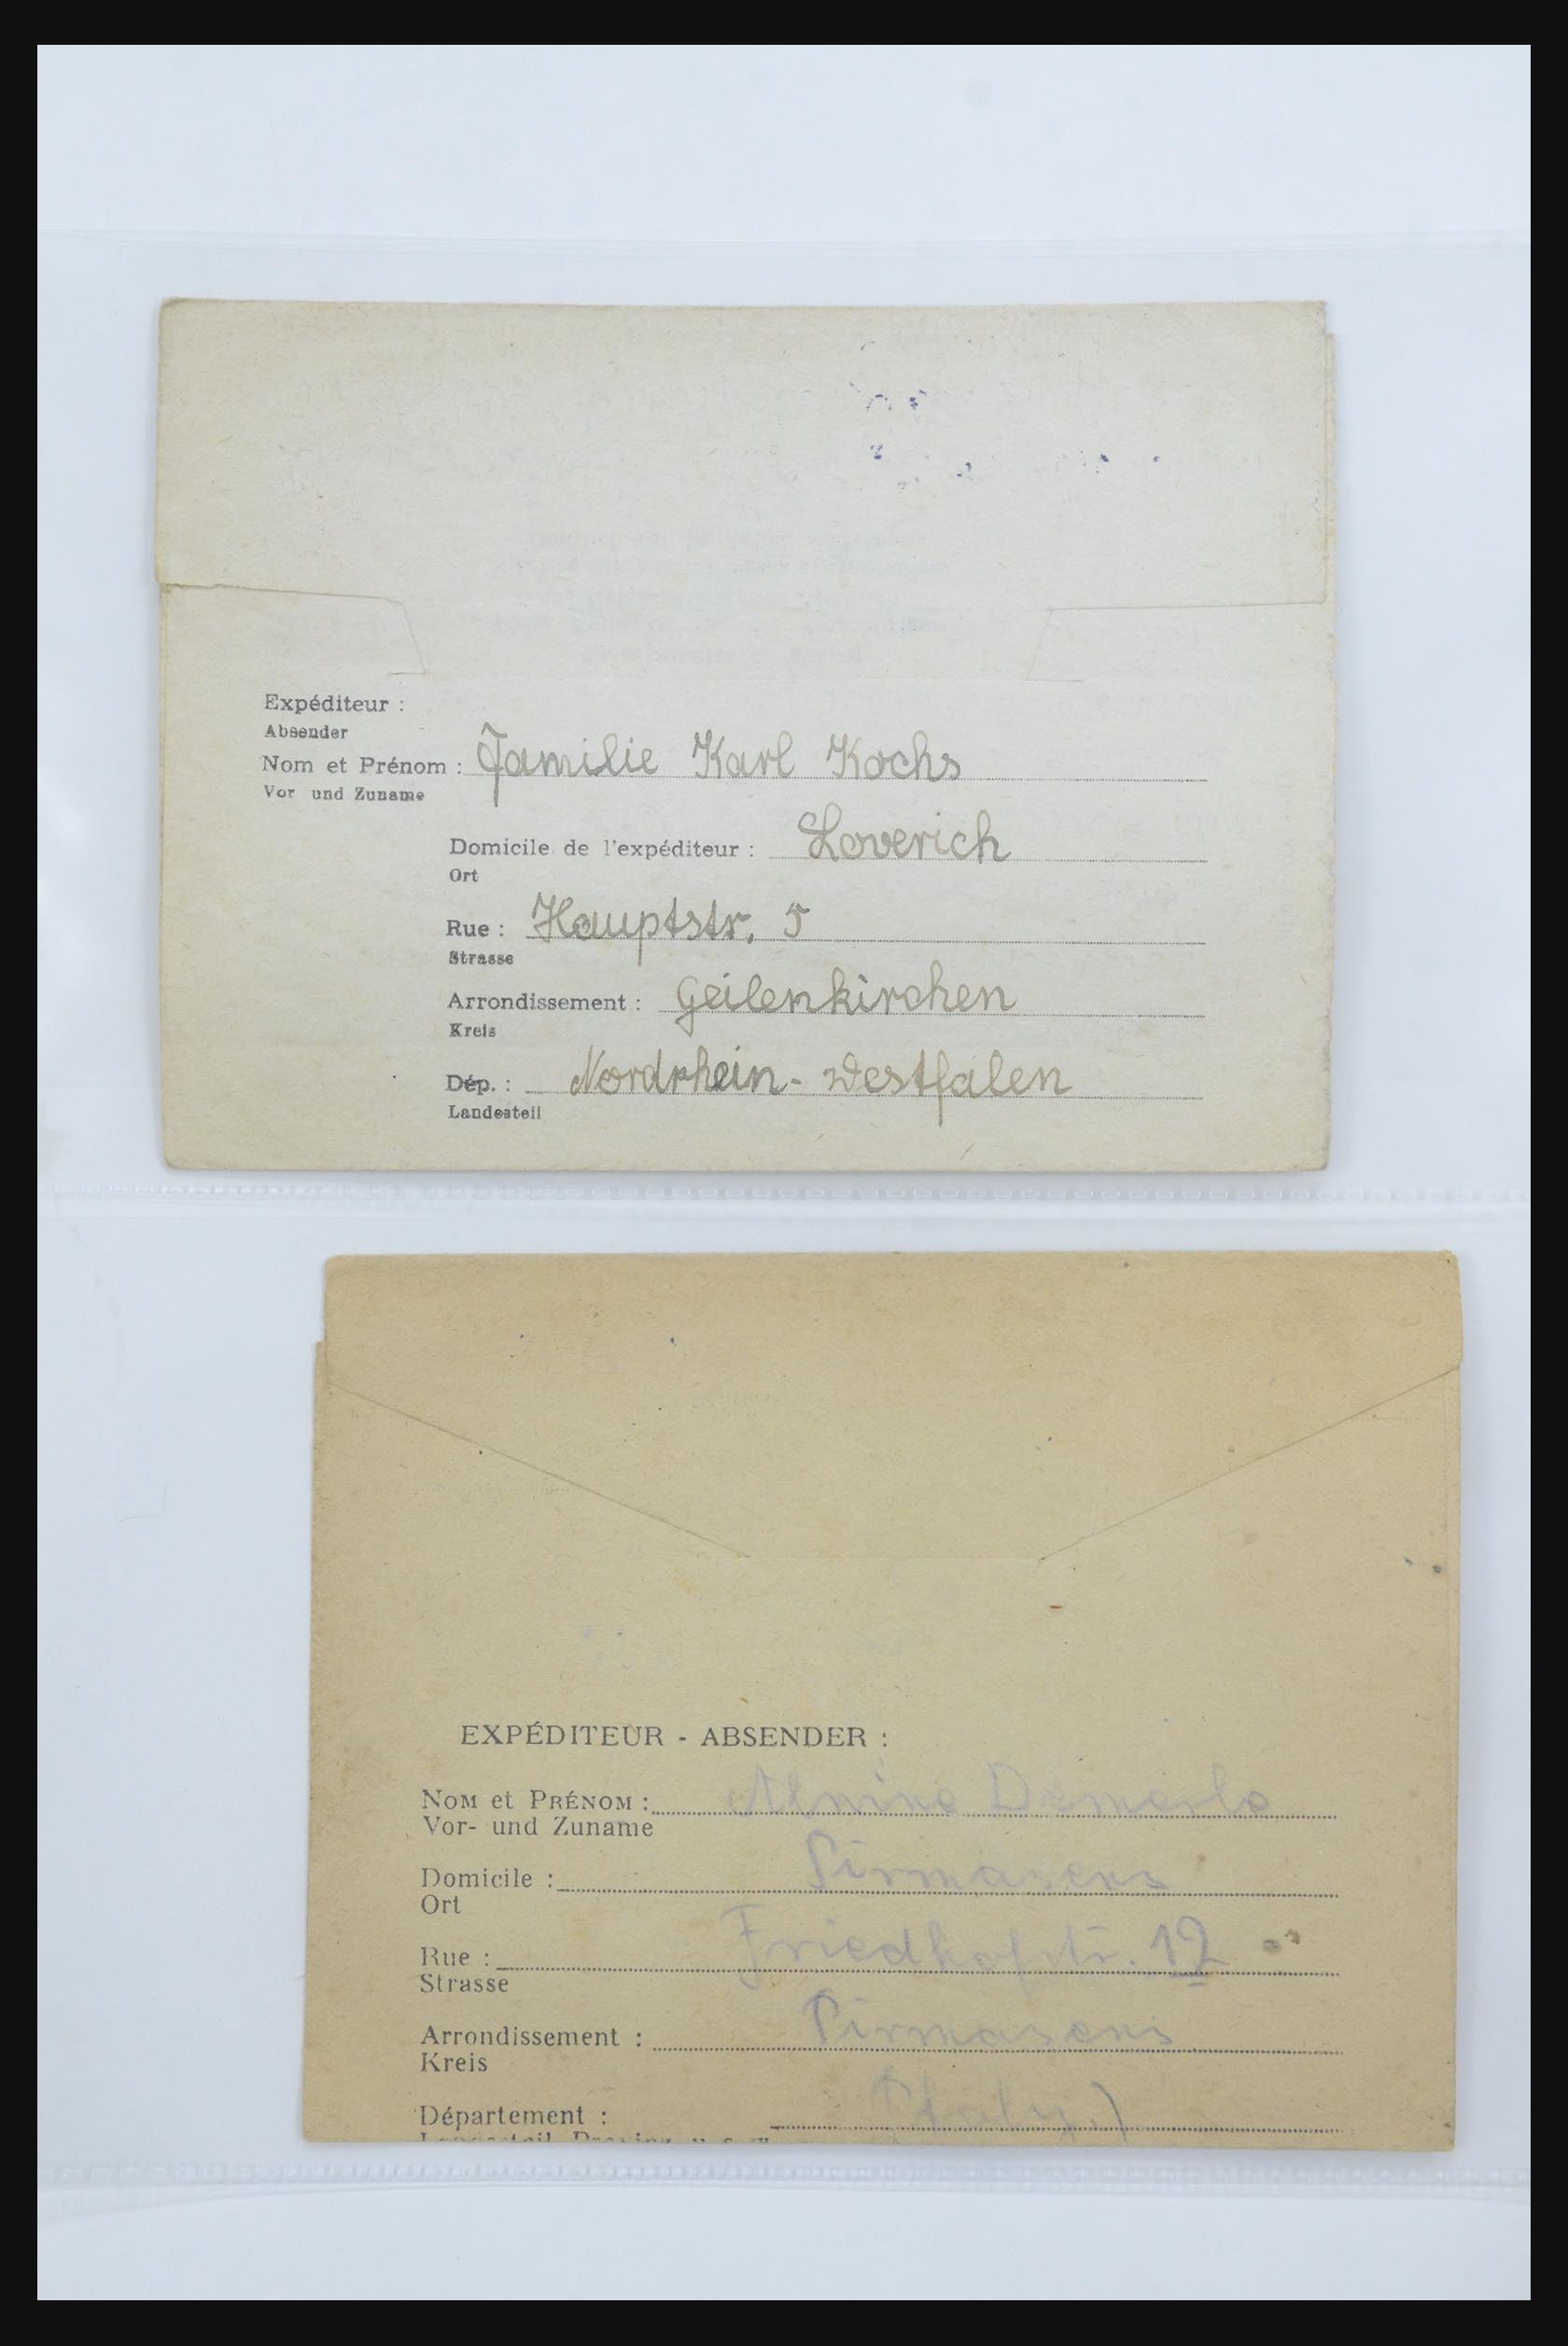 Expéditeur :
Absender
Nom et Prénom : Familie Karl Kochs
Vor und Zuname
Domicile de l'expéditeur : Loverich
Ort
Rue : Hauptstr. 5
Strasse
Arrondissement : Geilenkirchen
Kreis
Dép. : Nordrhein-Westfalen
Landesteil
EXPÉDITEUR - ABSENDER :
NOM et PRÉNOM :
Vor- und Zuname
Domicile : Pirmasens
Ort
Rue : Friedhofstr. 12
Strasse
Arrondissement : Pirmasens
Kreis
Département :